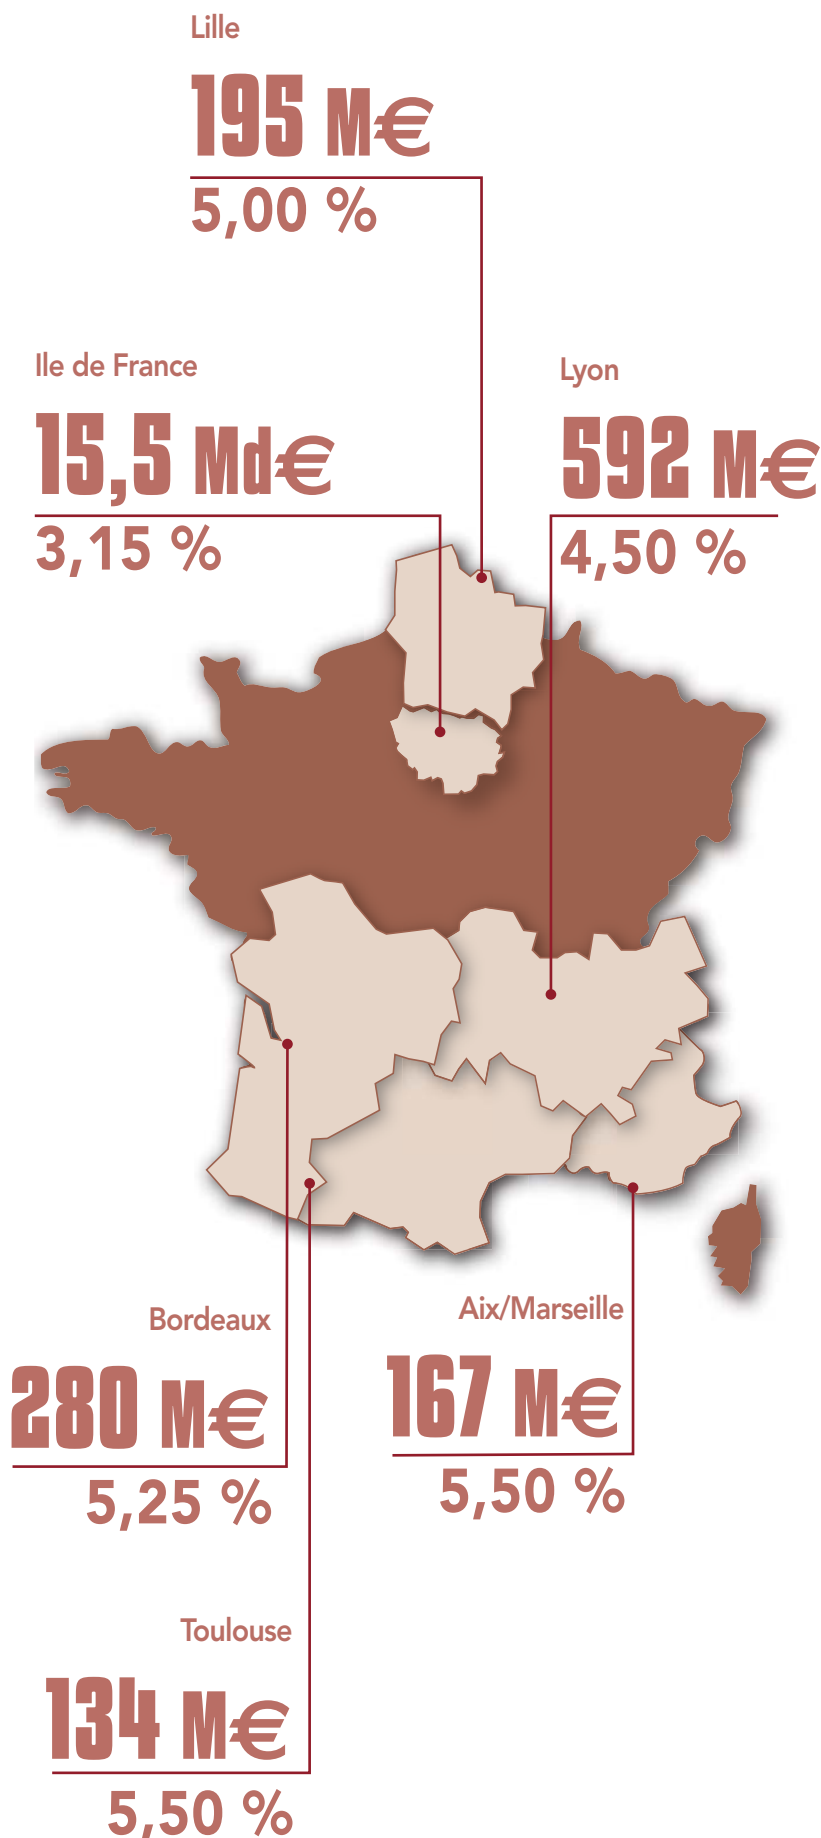 Lille
195 M€
5,00 %
Ile de France
15,5 Md€
3,15 %
Lyon
592 M€
4,50 %
Bordeaux
280 M€
5,25 %
Aix/Marseille
167 M€
5,50 %
Toulouse
134 M€
5,50 %